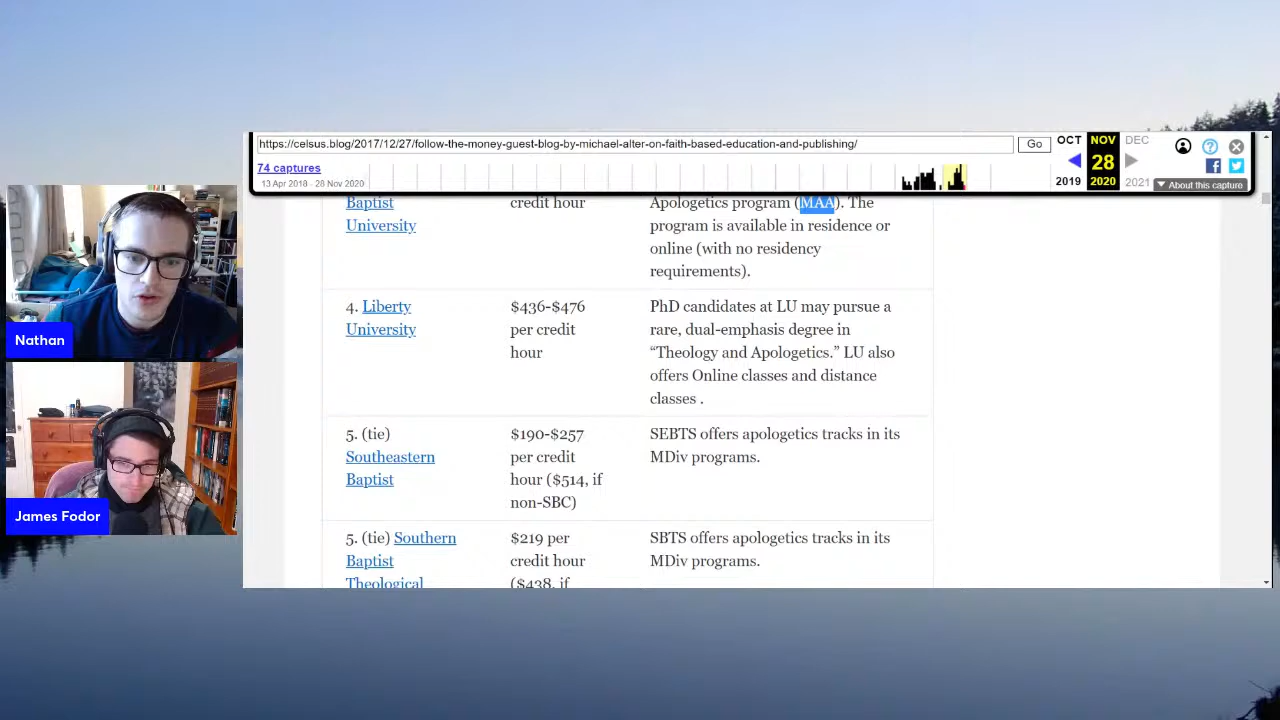 https://celsus.blog/2017/12/27/follow-the-money-guest-blog-by-michael-alter-on-faith-based-education-and-publishing/
Go
OCT
NOV
DEC
74 captures
28
13 Apr 2018 - 28 Nov 2020
2019
2020
2021
About this capture
Baptist
University
credit hour
Apologetics program (MAA). The
program is available in residence or
online (with no residency
requirements).
4. Liberty
University
$436-$476
per credit
hour
PhD candidates at LU may pursue a
rare, dual-emphasis degree in
“Theology and Apologetics.” LU also
offers Online classes and distance
classes .
5. (tie)
Southeastern
Baptist
$190-$257
per credit
hour ($514, if
non-SBC)
SEBTS offers apologetics tracks in its
MDiv programs.
5. (tie) Southern
Baptist
Theological
$219 per
credit hour
($438, if
SBTS offers apologetics tracks in its
MDiv programs.
Nathan
James Fodor